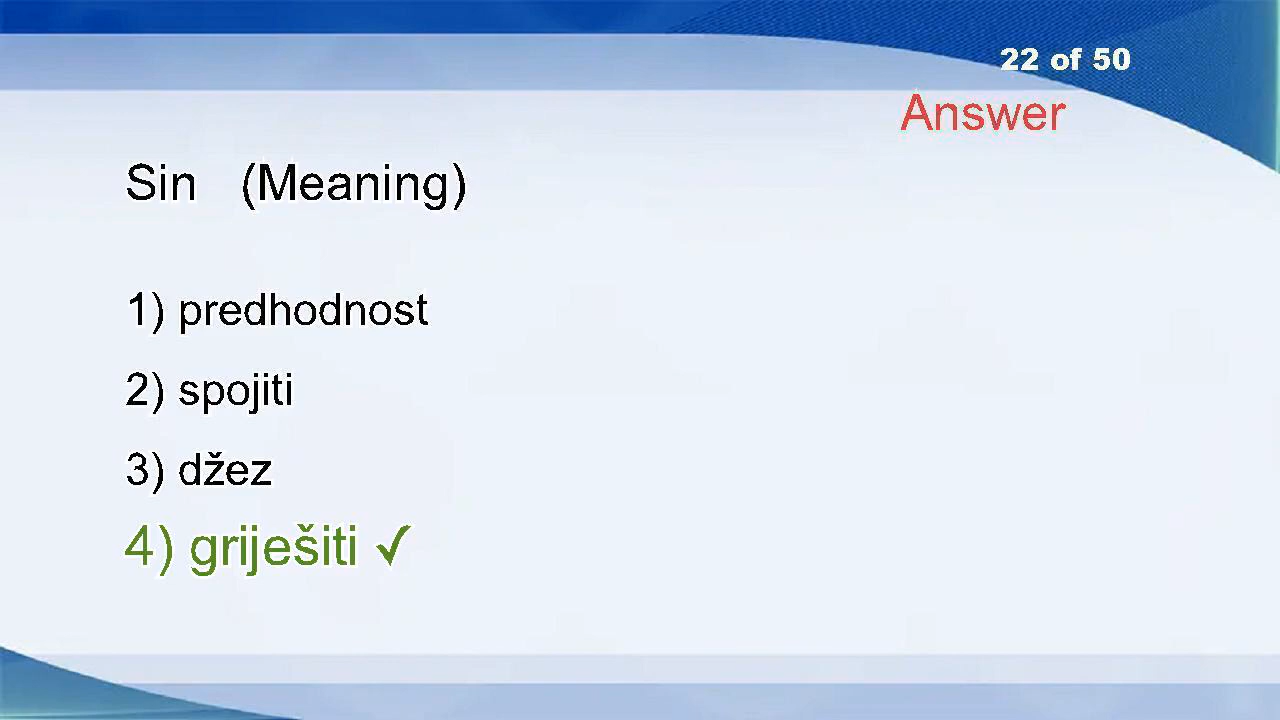 22 of 50
Answer
Sin (Meaning)
1) predhodnost
2) spojiti
3) džez
4) griješiti ✓